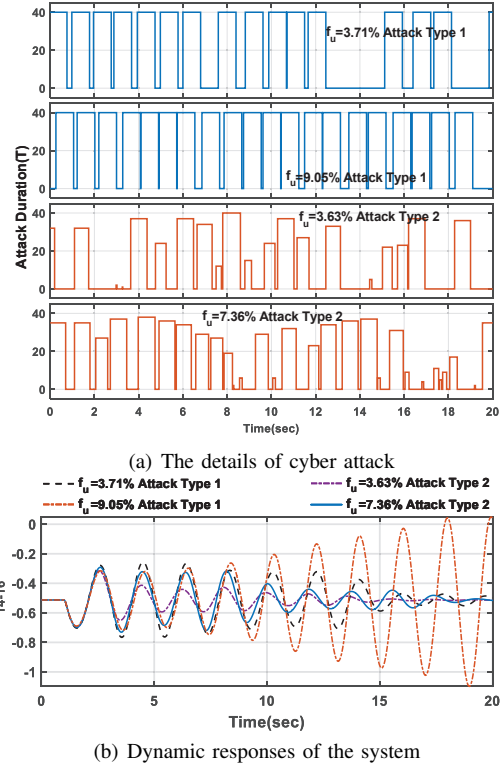 40
20
0
f_u=3.71% Attack Type 1
40
20
0
f_u=9.05% Attack Type 1
Attack Duration(T)
40
20
0
f_u=3.63% Attack Type 2
40
20
0
f_u=7.36% Attack Type 2
0 2 4 6 8 10 12 14 16 18 20
Time(sec)
(a) The details of cyber attack
f_u=3.71% Attack Type 1 f_u=3.63% Attack Type 2
f_u=9.05% Attack Type 1 f_u=7.36% Attack Type 2
0
-0.2
-0.4
-0.6
-0.8
-1
0 5 10 15 20
Time(sec)
(b) Dynamic responses of the system